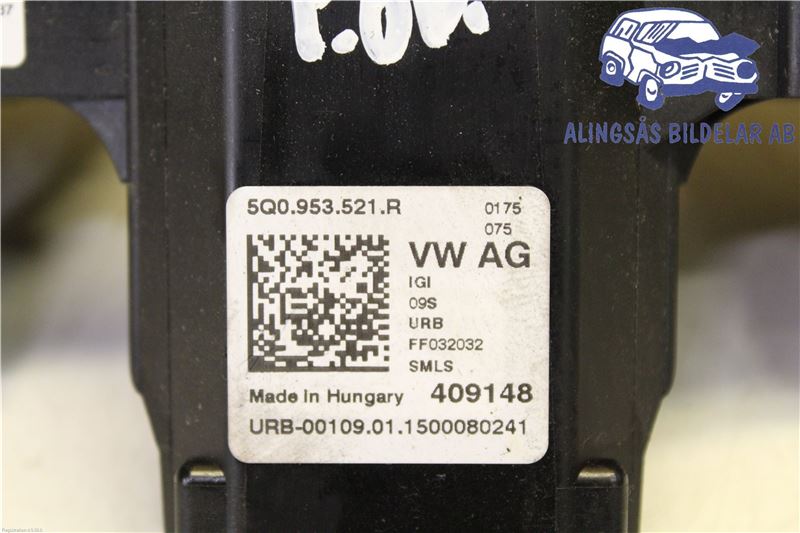 ALINGSÅS BILDELAR AB
5Q0.953.521.R 0175
075
VW AG
IGI
09S
URB
FF032032
SMLS
Made in Hungary 409148
URB-00109.01.1500080241